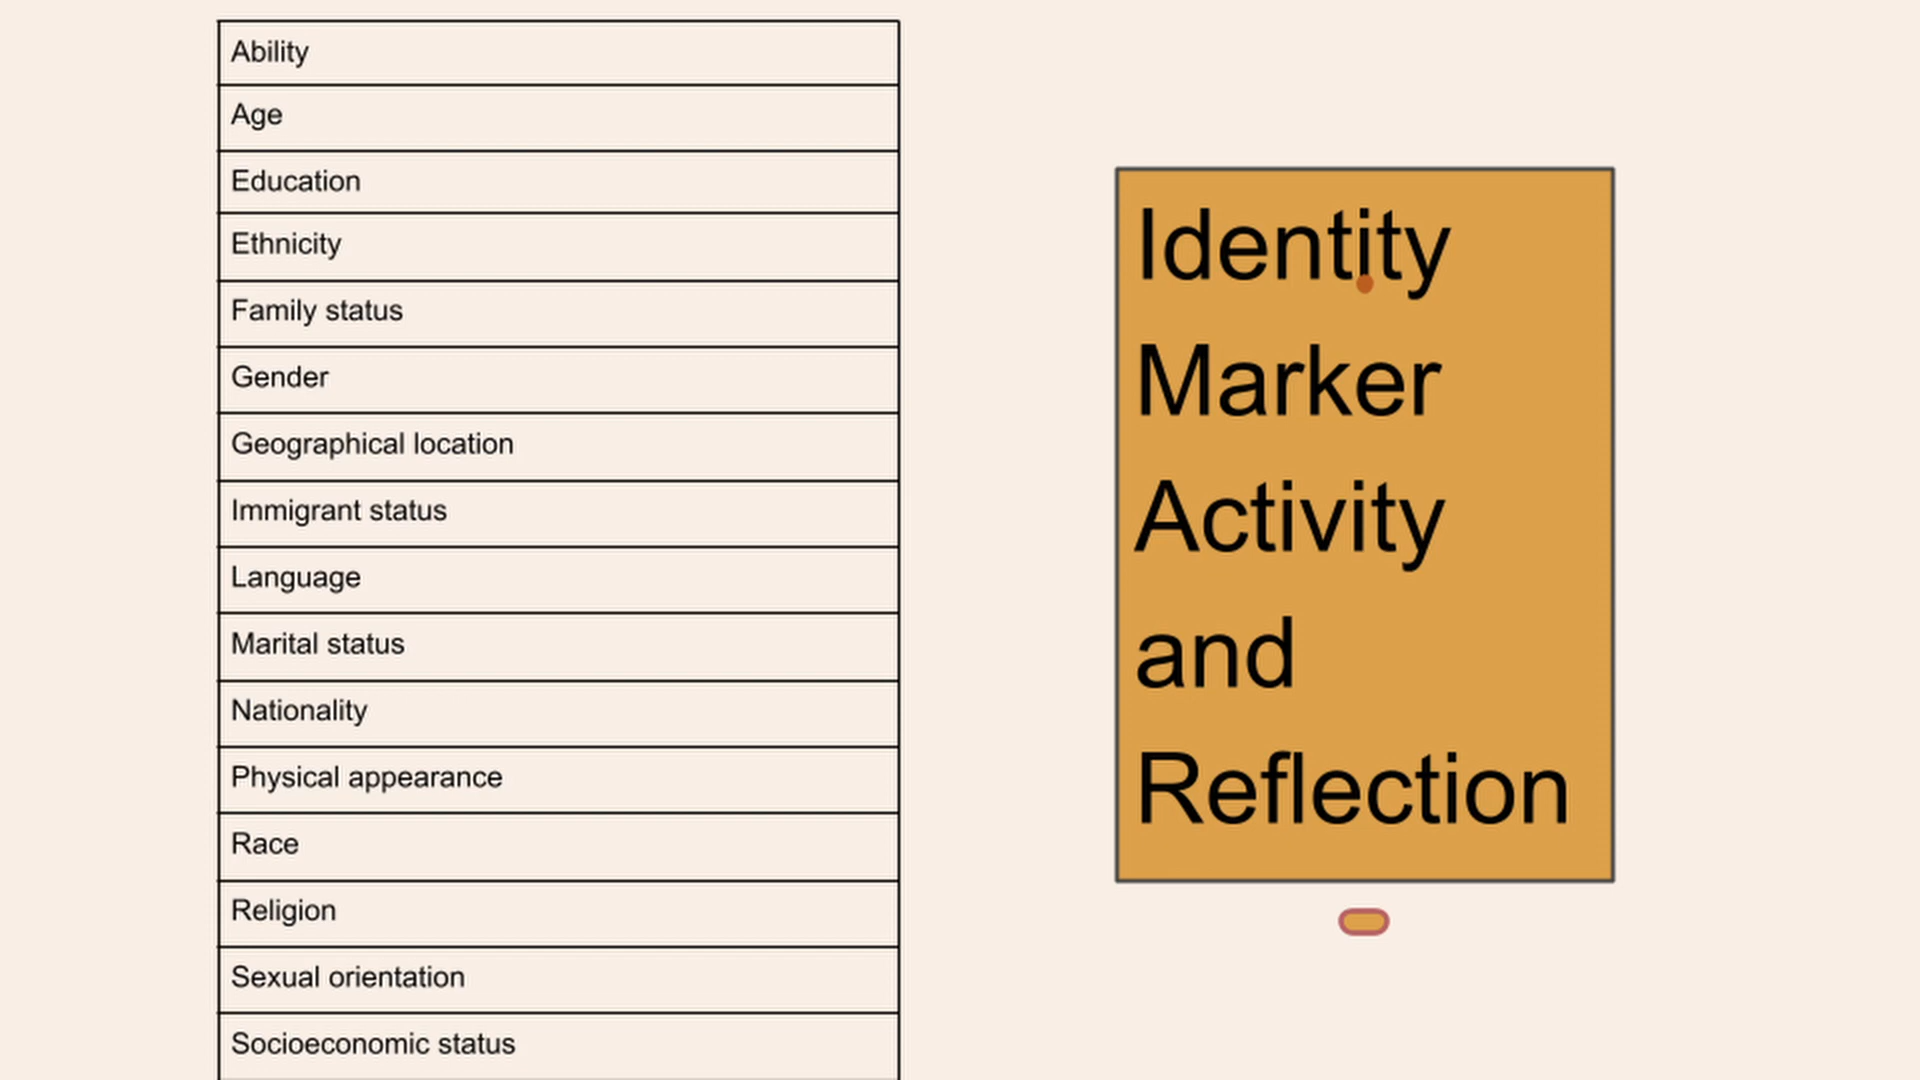 Ability
Age
Education
Ethnicity
Family status
Gender
Geographical location
Immigrant status
Language
Marital status
Nationality
Physical appearance
Race
Religion
Sexual orientation
Socioeconomic status
Identity
Marker
Activity
and
Reflection